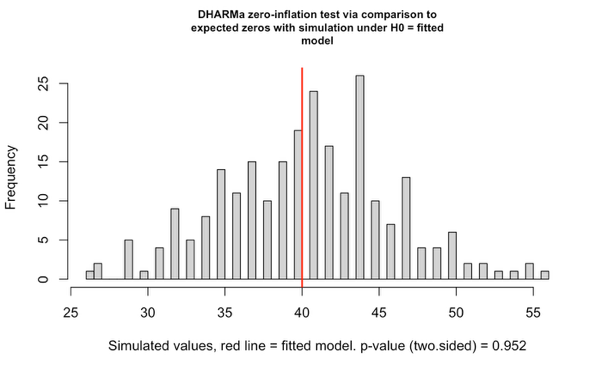 DHARMa zero-inflation test via comparison to
expected zeros with simulation under H0 = fitted
model
Frequency
25
20
15
10
5
0
25 30 35 40 45 50 55
Simulated values, red line = fitted model. p-value (two.sided) = 0.952